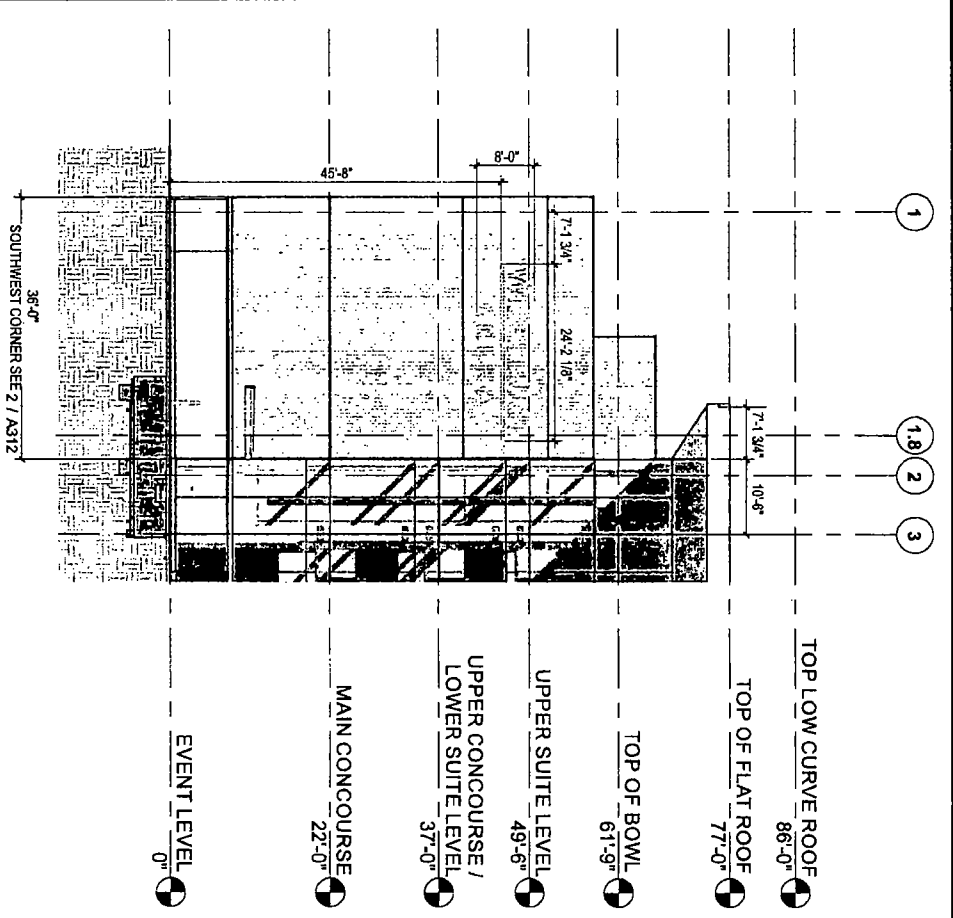 1
1.8
2
3
8'-0"
45'-8"
7'-1 3/4"
24'-2 1/8"
7'-1 3/4"
10'-6"
36'-0"
SOUTHWEST CORNER SEE 2 / A312
TOP LOW CURVE ROOF
86'-0"
TOP OF FLAT ROOF
77'-0"
TOP OF BOWL
61'-9"
UPPER SUITE LEVEL
49'-6"
UPPER CONCOURSE /
LOWER SUITE LEVEL
37'-0"
MAIN CONCOURSE
22'-0"
EVENT LEVEL
0"